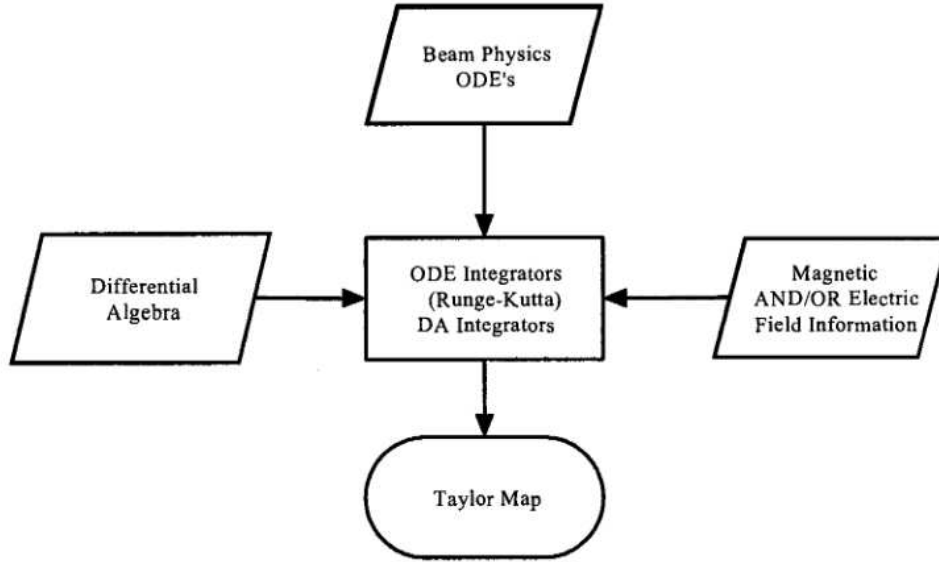 Beam Physics
ODE's
Differential
Algebra
ODE Integrators
(Runge-Kutta)
DA Integrators
Magnetic
AND/OR Electric
Field Information
Taylor Map